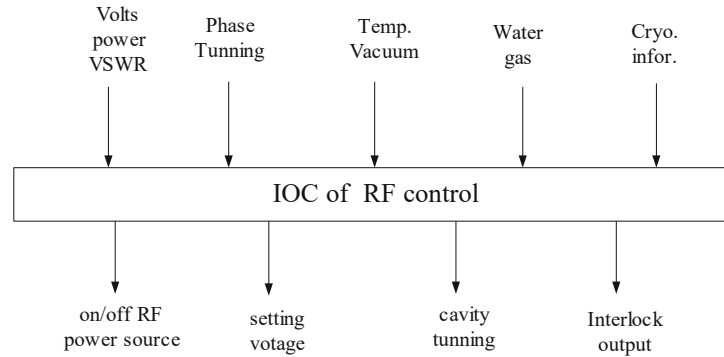 Volts
power
VSWR
Phase
Tunning
Temp.
Vacuum
Water
gas
Cryo.
infor.
IOC of RF control
on/off RF
power source
setting
votage
cavity
tunning
Interlock
output